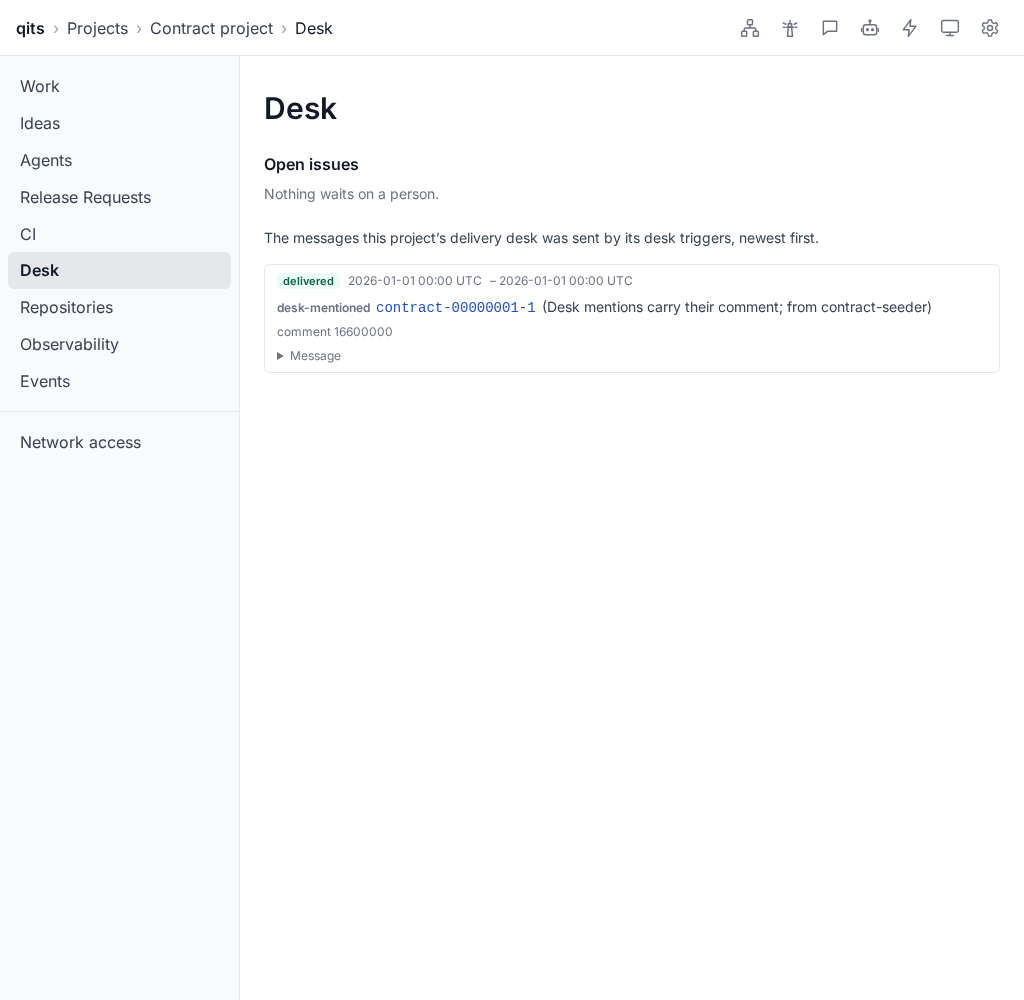 qits › Projects › Contract project › Desk
Work
Ideas
Agents
Release Requests
CI
Desk
Repositories
Observability
Events
Network access
Desk
Open issues
Nothing waits on a person.
The messages this project’s delivery desk was sent by its desk triggers, newest first.
delivered 2026-01-01 00:00 UTC – 2026-01-01 00:00 UTC
desk-mentioned contract-00000001-1 (Desk mentions carry their comment; from contract-seeder)
comment 16600000
Message